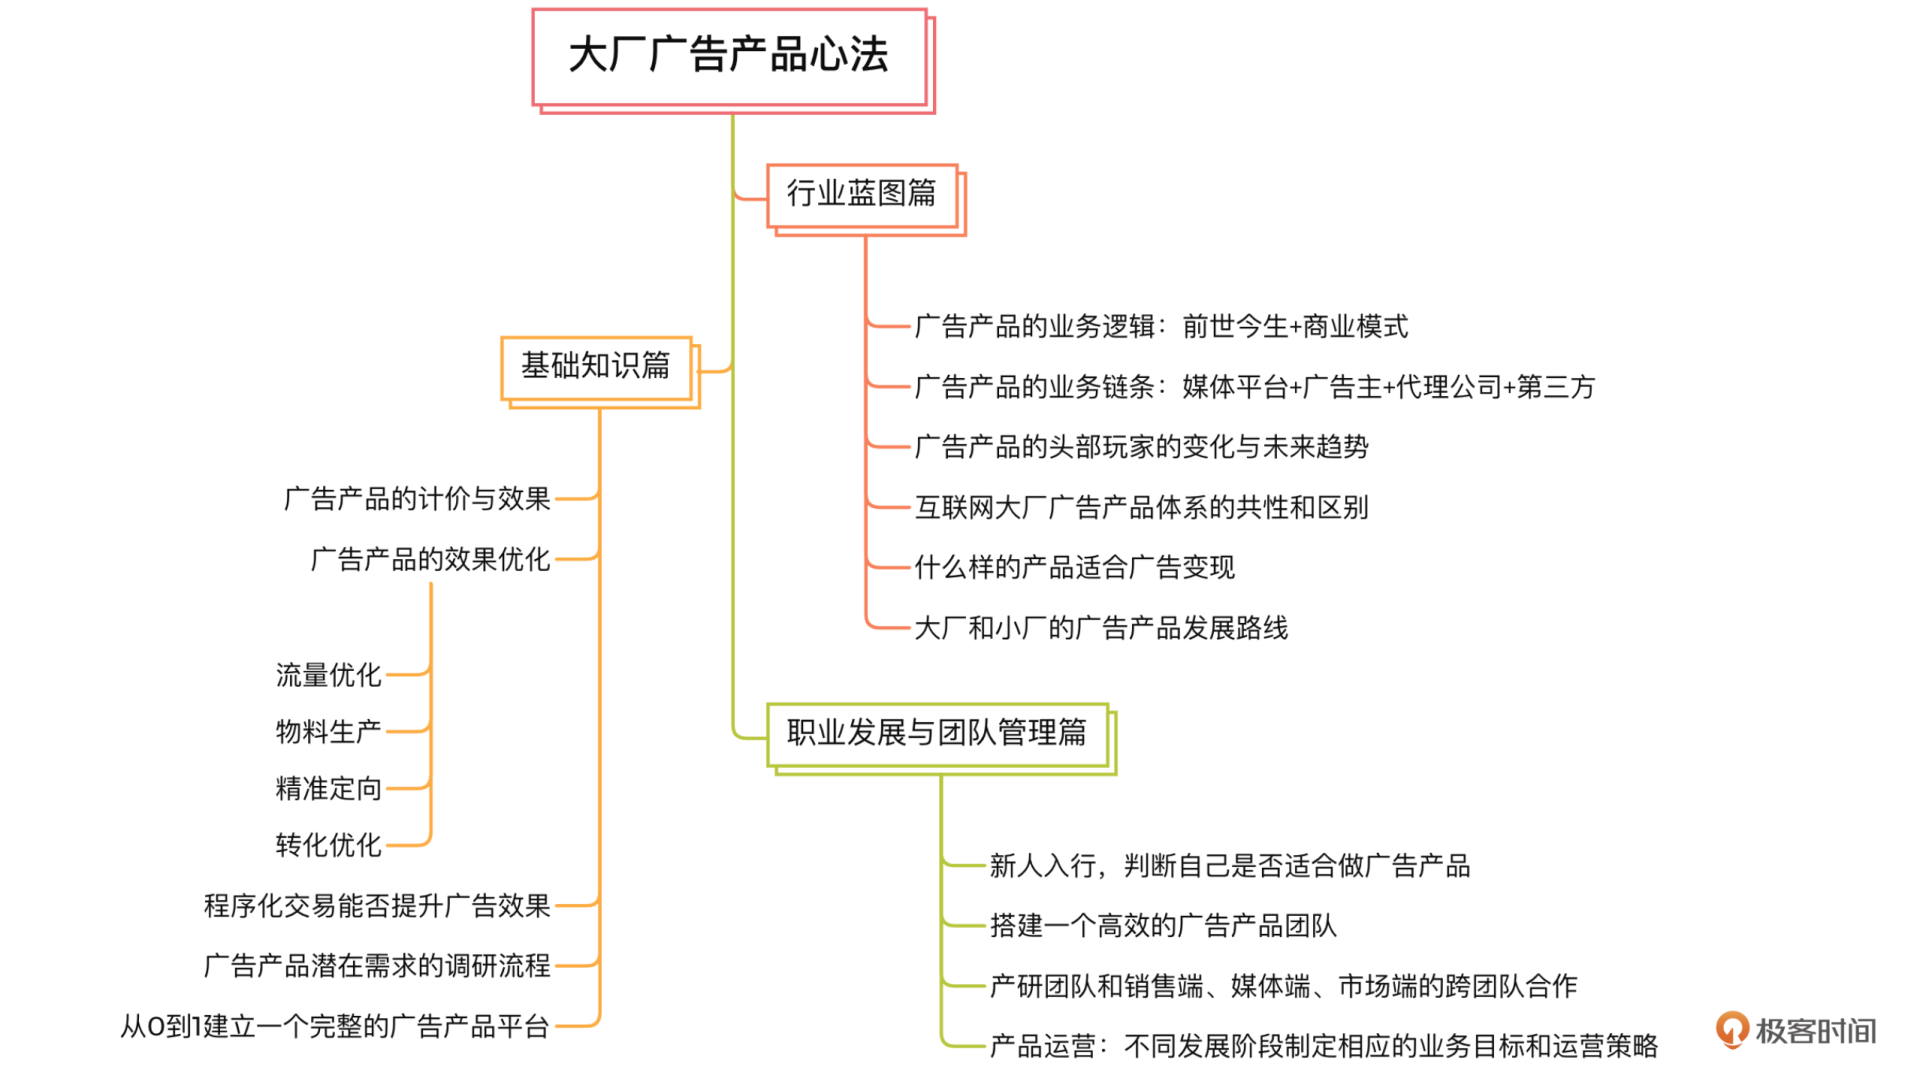 大厂广告产品心法
行业蓝图篇
广告产品的业务逻辑：前世今生+商业模式
广告产品的业务链条：媒体平台+广告主+代理公司+第三方
广告产品的头部玩家的变化与未来趋势
互联网大厂广告产品体系的共性和区别
什么样的产品适合广告变现
大厂和小厂的广告产品发展路线
基础知识篇
广告产品的计价与效果
广告产品的效果优化
流量优化
物料生产
精准定向
转化优化
程序化交易能否提升广告效果
广告产品潜在需求的调研流程
从0到1建立一个完整的广告产品平台
职业发展与团队管理篇
新人入行，判断自己是否适合做广告产品
搭建一个高效的广告产品团队
产研团队和销售端、媒体端、市场端的跨团队合作
产品运营：不同发展阶段制定相应的业务目标和运营策略
极客时间